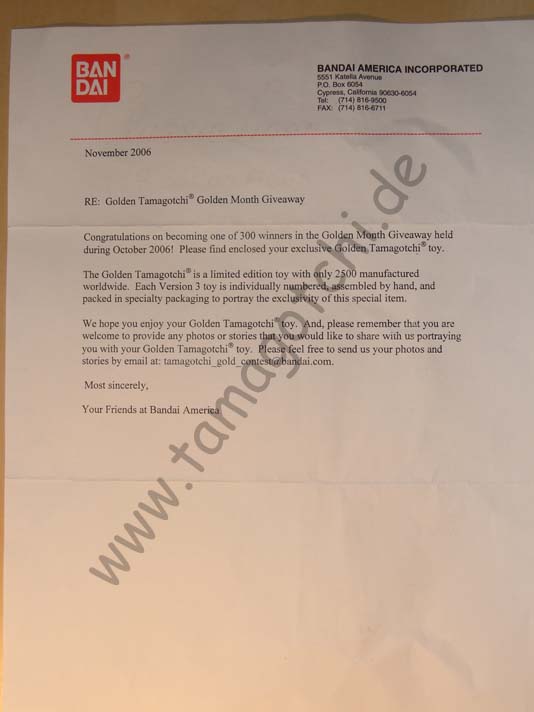 BAN
DAI
®
BANDAI AMERICA INCORPORATED
5551 Katella Avenue
P.O. Box 6054
Cypress, California 90630-6054
Tel: (714) 816-9500
FAX: (714) 816-6711
November 2006
RE: Golden Tamagotchi® Golden Month Giveaway
Congratulations on becoming one of 300 winners in the Golden Month Giveaway held
during October 2006! Please find enclosed your exclusive Golden Tamagotchi® toy.
The Golden Tamagotchi® is a limited edition toy with only 2500 manufactured
worldwide. Each Version 3 toy is individually numbered, assembled by hand, and
packed in specialty packaging to portray the exclusivity of this special item.
We hope you enjoy your Golden Tamagotchi® toy. And, please remember that you are
welcome to provide any photos or stories that you would like to share with us portraying
you with your Golden Tamagotchi® toy. Please feel free to send us your photos and
stories by email at: tamagotchi_gold_contest@bandai.com.
Most sincerely,
Your Friends at Bandai America
www.tamagotchi.de